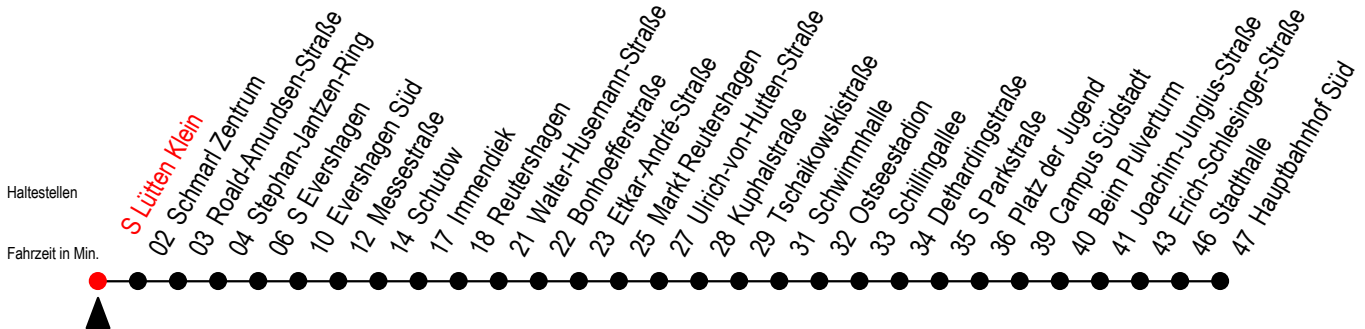 Haltestellen
Fahrzeit in Min.
S Lütten Klein
02 Schmarl Zentrum
03 Roald-Amundsen-Straße
04 Stephan-Jantzen-Ring
06 S Evershagen
10 Evershagen Süd
12 Messestraße
14 Schutow
17 Immendiek
18 Reutershagen
21 Walter-Husemann-Straße
22 Bonhoefferstraße
23 Etkar-André-Straße
25 Markt Reutershagen
27 Ulrich-von-Hutten-Straße
28 Kuphalstraße
29 Tschaikowskistraße
31 Schwimmhalle
32 Ostseestadion
33 Schillingallee
34 Dethardingstraße
35 S Parkstraße
36 Platz der Jugend
39 Campus Südstadt
40 Beim Pulverturm
41 Joachim-Jungius-Straße
43 Erich-Schlesinger-Straße
46 Stadthalle
47 Hauptbahnhof Süd